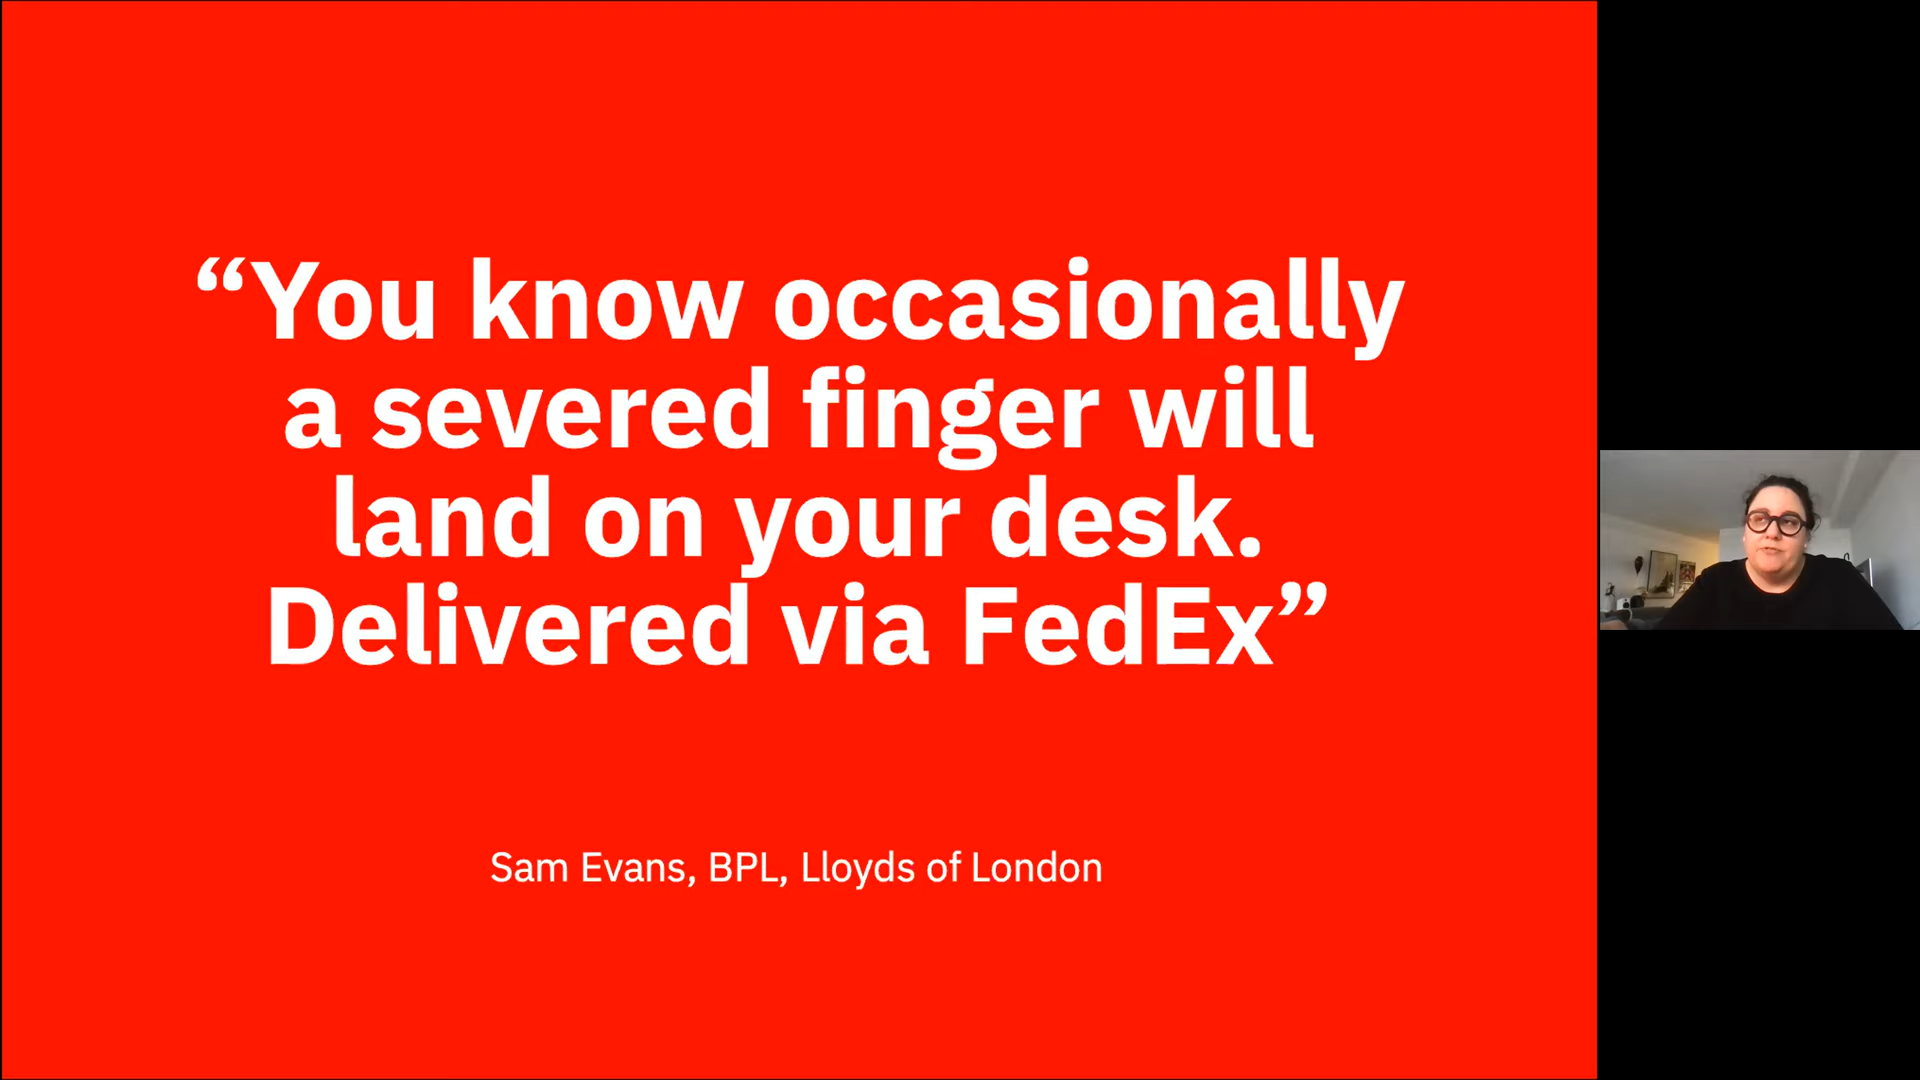 “You know occasionally
a severed finger will
land on your desk.
Delivered via FedEx”
Sam Evans, BPL, Lloyds of London